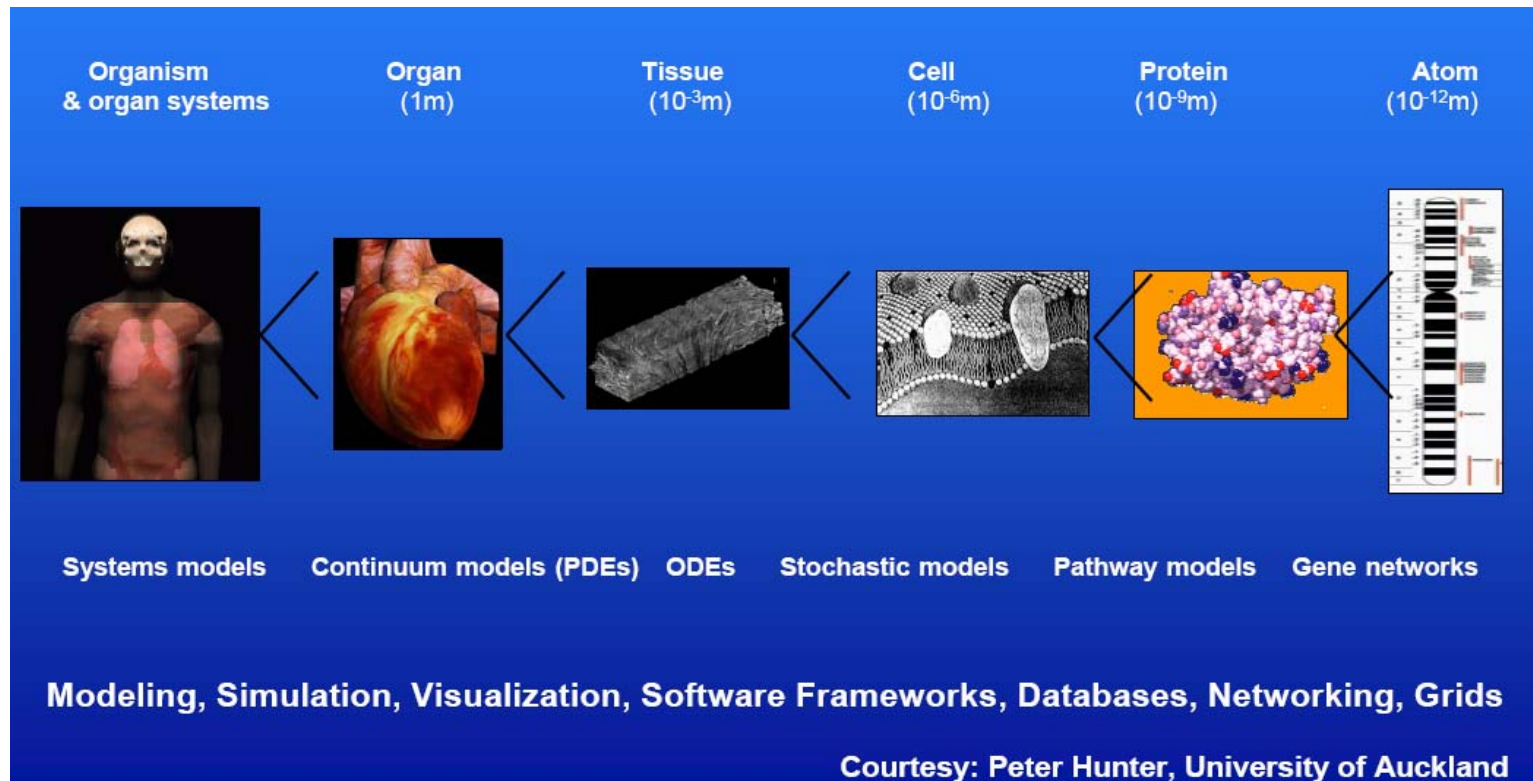 Organism
& organ systems
Organ
(1m)
Tissue
(10⁻³m)
Cell
(10⁻⁶m)
Protein
(10⁻⁹m)
Atom
(10⁻¹²m)
Systems models
Continuum models (PDEs)
ODEs
Stochastic models
Pathway models
Gene networks
Modeling, Simulation, Visualization, Software Frameworks, Databases, Networking, Grids
Courtesy: Peter Hunter, University of Auckland